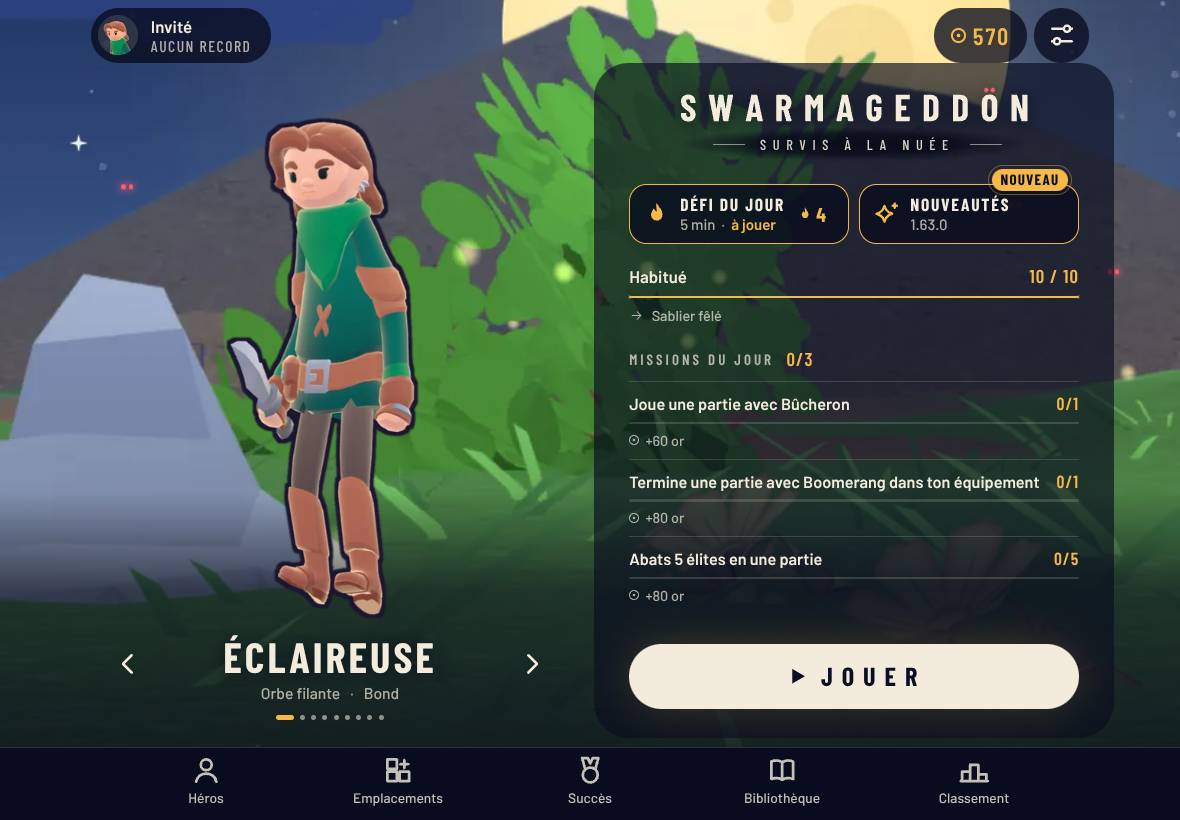 Invité
AUCUN RECORD
570
SWARMAGEDDÖN
SURVIS À LA NUÉE
NOUVEAU
DÉFI DU JOUR
5 min · à jouer
4
NOUVEAUTÉS
1.63.0
Habitué 10 / 10
→ Sablier fêlé
MISSIONS DU JOUR 0/3
Joue une partie avec Bûcheron 0/1
+60 or
Termine une partie avec Boomerang dans ton équipement 0/1
+80 or
Abats 5 élites en une partie 0/5
+80 or
JOUER
ÉCLAIREUSE
Orbe filante · Bond
Héros
Emplacements
Succès
Bibliothèque
Classement